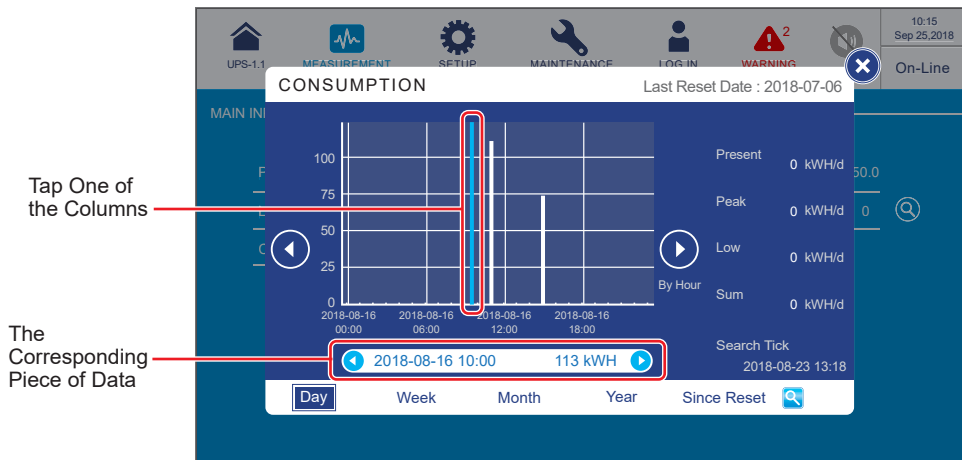 10:15
Sep 25,2018
2
UPS-1.1
MEASUREMENT
SETUP
MAINTENANCE
LOG IN
WARNING
On-Line
CONSUMPTION
Last Reset Date : 2018-07-06
MAIN IN
100
75
50
25
0
2018-08-16
00:00
2018-08-16
06:00
2018-08-16
12:00
2018-08-16
18:00
By Hour
Present
0 kWH/d
Peak
0 kWH/d
Low
0 kWH/d
Sum
0 kWH/d
Search Tick
2018-08-23 13:18
50.0
0
Tap One of
the Columns
The
Corresponding
Piece of Data
2018-08-16 10:00 113 kWH
Day Week Month Year Since Reset